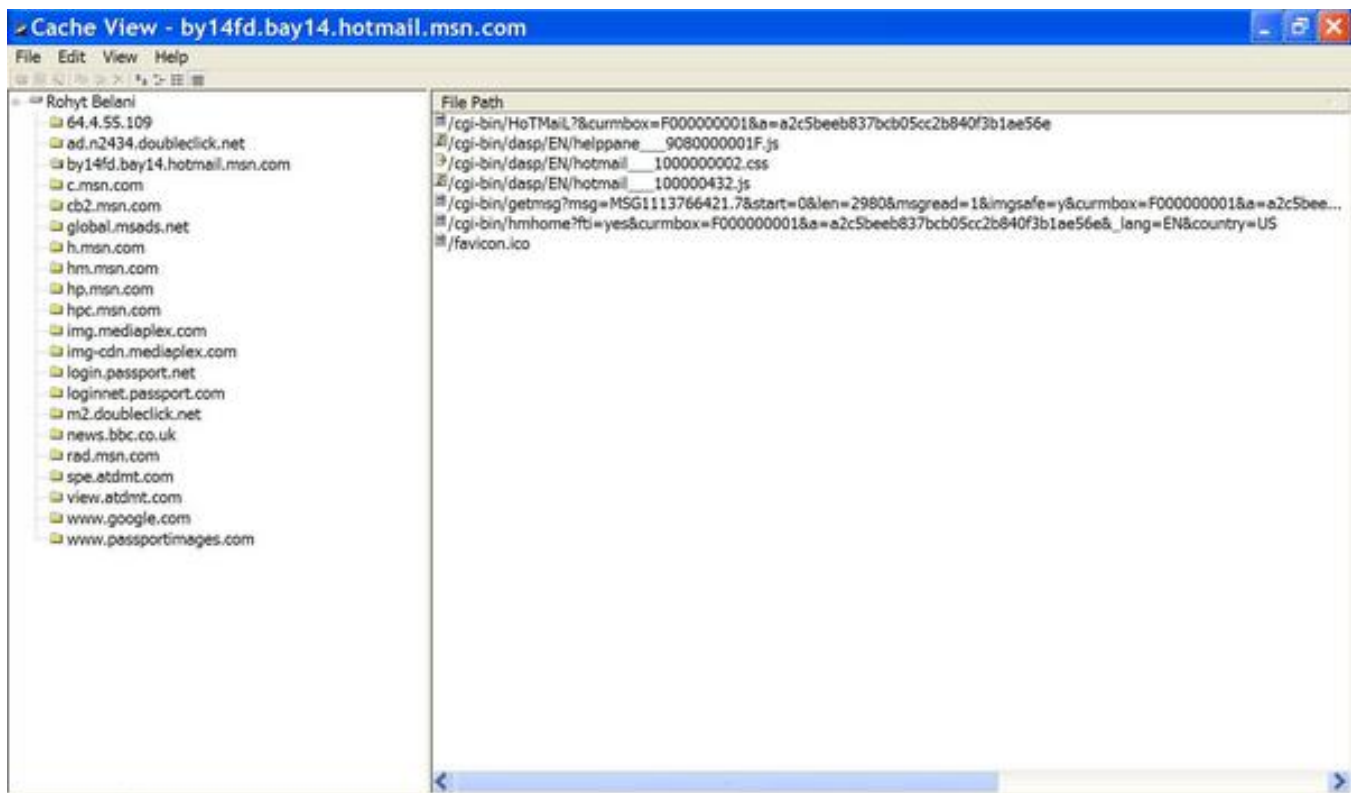 Cache View - by14fd.bay14.hotmail.msn.com
File Edit View Help
Rohyt Belani
64.4.55.109
ad.n2434.doubleclick.net
by14fd.bay14.hotmail.msn.com
c.msn.com
cb2.msn.com
global.msads.net
h.msn.com
hm.msn.com
hp.msn.com
hpc.msn.com
img.mediaplex.com
img-cdn.mediaplex.com
login.passport.net
loginnet.passport.com
m2.doubleclick.net
news.bbc.co.uk
rad.msn.com
spe.atdmt.com
view.atdmt.com
www.google.com
www.passportimages.com
File Path
/cgi-bin/HoTMaiL?&curmbox=F000000001&a=a2c5beeb837bcb05cc2b840f3b1ae56e
/cgi-bin/dasp/EN/helppane___9080000001F.js
/cgi-bin/dasp/EN/hotmail___1000000002.css
/cgi-bin/dasp/EN/hotmail___100000432.js
/cgi-bin/getmsg?msg=MSG1113766421.7&start=0&len=2980&msgread=1&imgsafe=y&curmbox=F000000001&a=a2c5bee...
/cgi-bin/hmhome?fti=yes&curmbox=F000000001&a=a2c5beeb837bcb05cc2b840f3b1ae56e&_lang=EN&country=US
/favicon.ico